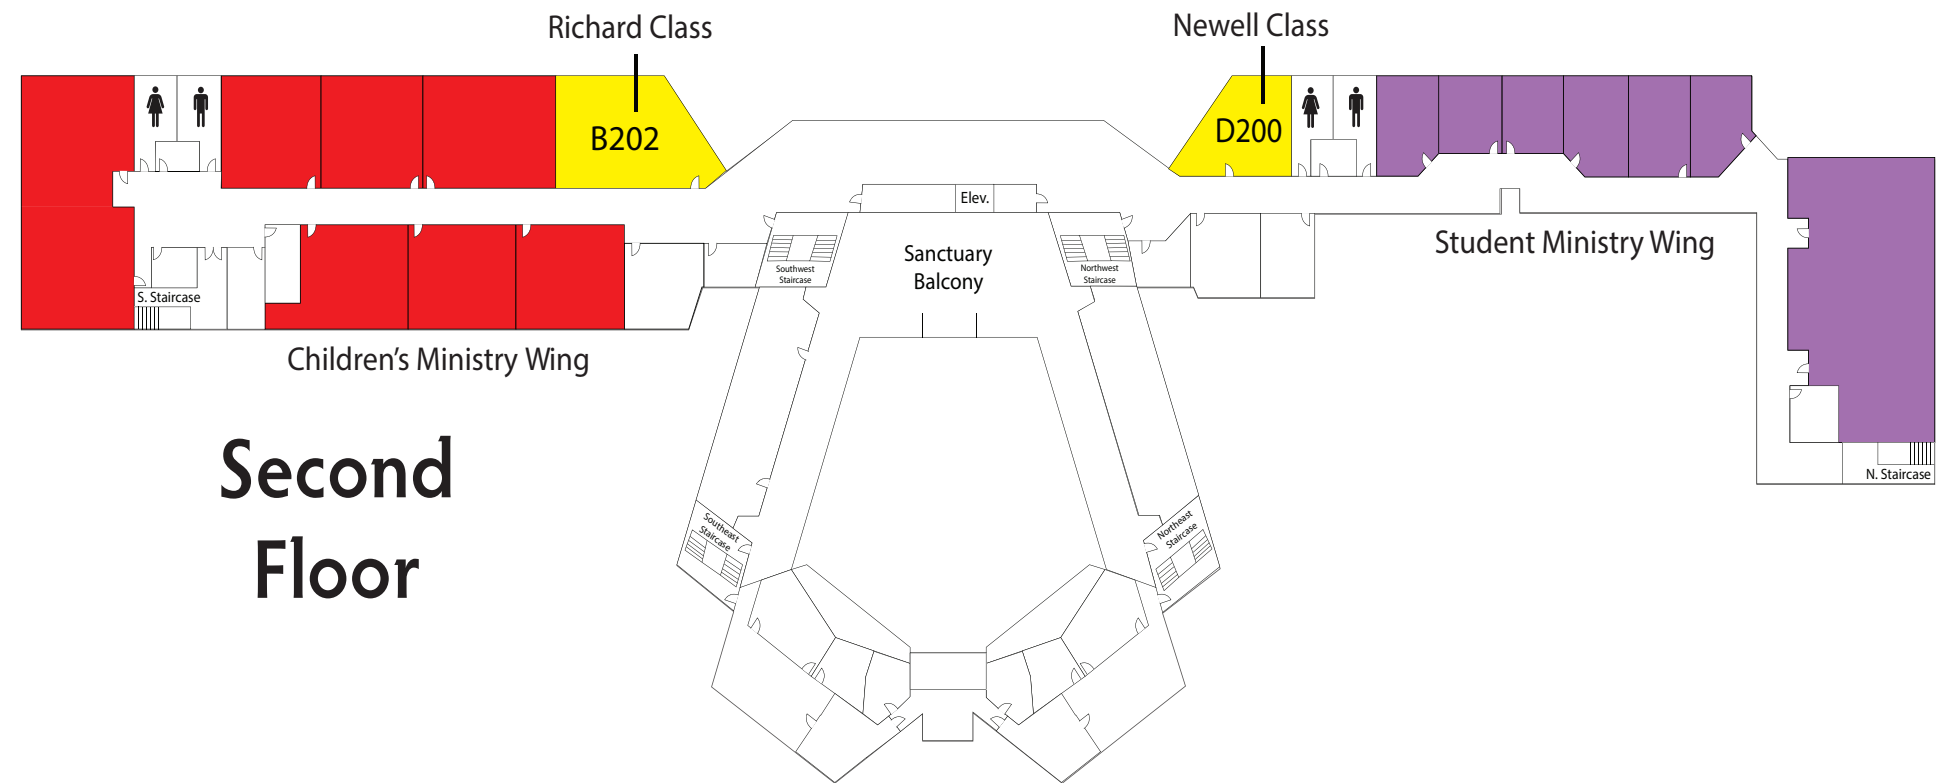 Richard Class
Newell Class
B202
D200
Elev.
Sanctuary
Balcony
Southwest
Staircase
Northwest
Staircase
Student Ministry Wing
S. Staircase
Children's Ministry Wing
Second
Floor
Southeast
Staircase
Northeast
Staircase
N. Staircase